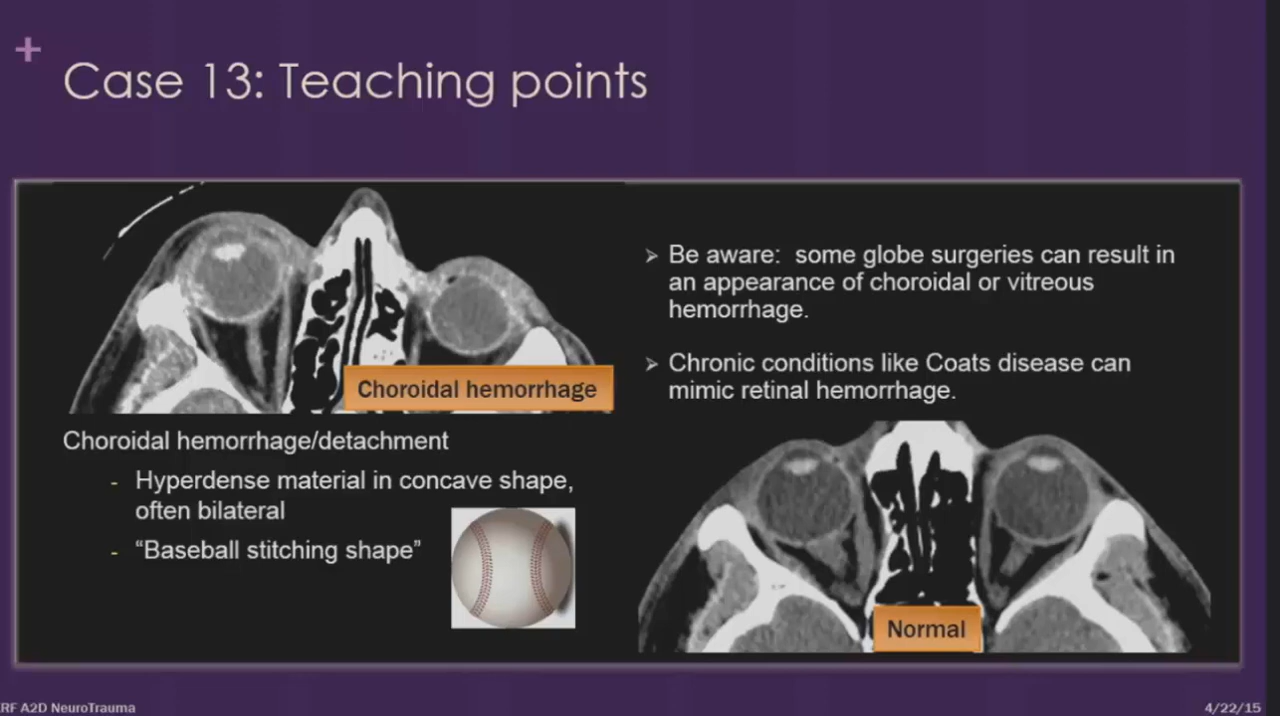 +
Case 13: Teaching points
Choroidal hemorrhage
Choroidal hemorrhage/detachment
- Hyperdense material in concave shape,
often bilateral
- “Baseball stitching shape”
➢ Be aware:  some globe surgeries can result in
an appearance of choroidal or vitreous
hemorrhage.
➢ Chronic conditions like Coats disease can
mimic retinal hemorrhage.
Normal
RF A2D NeuroTrauma
4/22/15